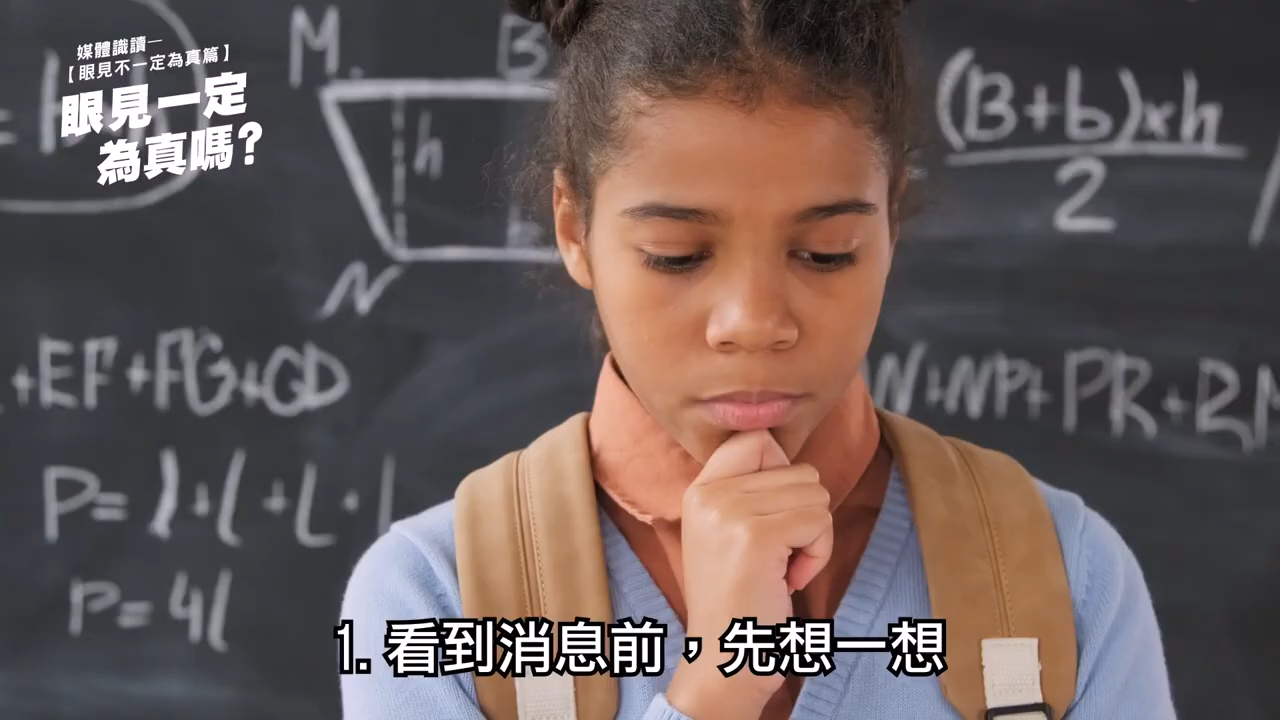 媒體識讀—
【眼見不一定為真篇】
眼見一定
為真嗎?
M.
B
h
(B+b)xh
2
N
+EF+FG+GD
N+NP+PR+RM
P= l+l+l+l
P=4l
1. 看到消息前，先想一想